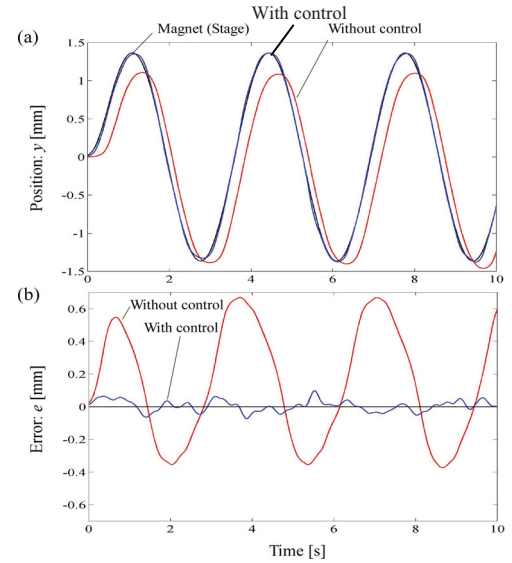 With control
(a)
Magnet (Stage)
Without control
1.5
1
0.5
0
-0.5
-1
-1.5
Position: y [mm]
0
2
4
6
8
10
(b)
0.6
0.4
0.2
0
-0.2
-0.4
-0.6
Error: e [mm]
Without control
With control
0
2
4
6
8
10
Time [s]